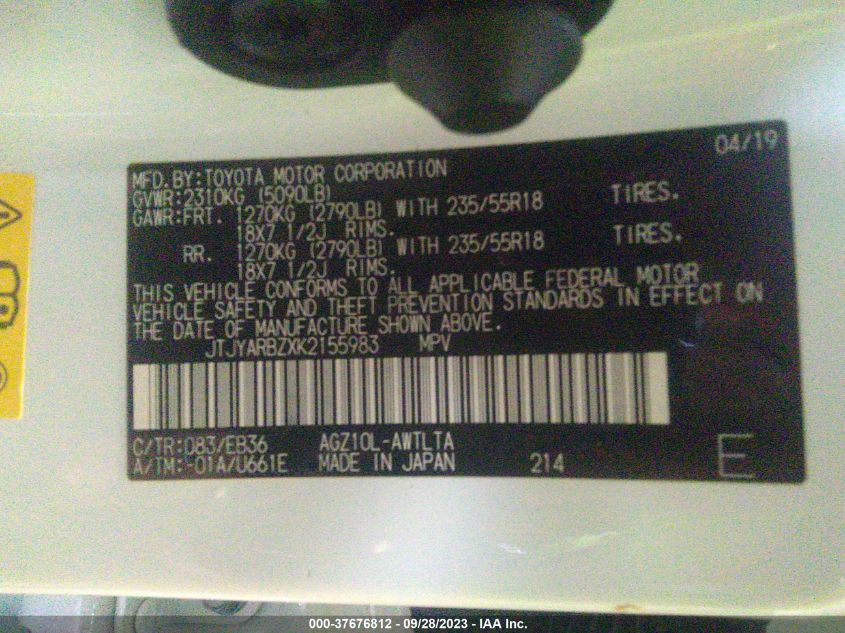 04/19
MFD.BY:TOYOTA MOTOR CORPORATION
GVWR:2310KG (5090LB)
GAWR:FRT. 1270KG (2790LB) WITH 235/55R18 TIRES.
18X7 1/2J RIMS.
RR. 1270KG (2790LB) WITH 235/55R18 TIRES.
18X7 1/2J RIMS.
THIS VEHICLE CONFORMS TO ALL APPLICABLE FEDERAL MOTOR
VEHICLE SAFETY AND THEFT PREVENTION STANDARDS IN EFFECT ON
THE DATE OF MANUFACTURE SHOWN ABOVE.
JTJYARBZXK2155983 MPV
C/TR:083/EB36 AGZ10L-AWTLTA
A/TM:-01A/U661E MADE IN JAPAN 214 E
000-37676812 - 09/28/2023 - IAA Inc.